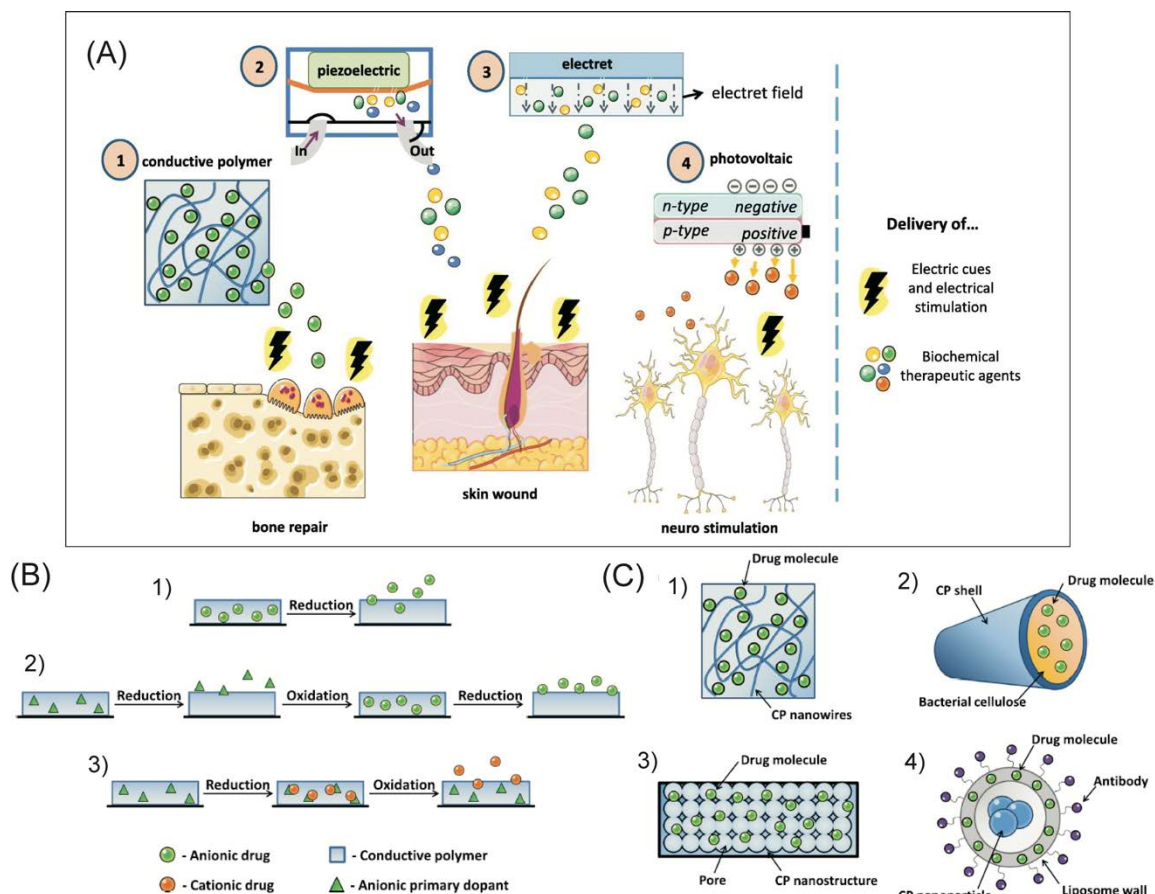 (A)
2
piezoelectric
In
Out
3
electret
electret field
1
conductive polymer
4
photovoltaic
n-type negative
p-type positive
Delivery of...
Electric cues
and electrical
stimulation
Biochemical
therapeutic agents
bone repair
skin wound
neuro stimulation
(B)
1)
Reduction
2)
Reduction
Oxidation
Reduction
3)
Reduction
Oxidation
- Anionic drug
- Conductive polymer
- Cationic drug
- Anionic primary dopant
(C)
1)
Drug molecule
CP nanowires
2)
CP shell
Drug molecule
Bacterial cellulose
3)
Drug molecule
Pore
CP nanostructure
4)
Drug molecule
Antibody
Liposome wall
CP nanoparticle